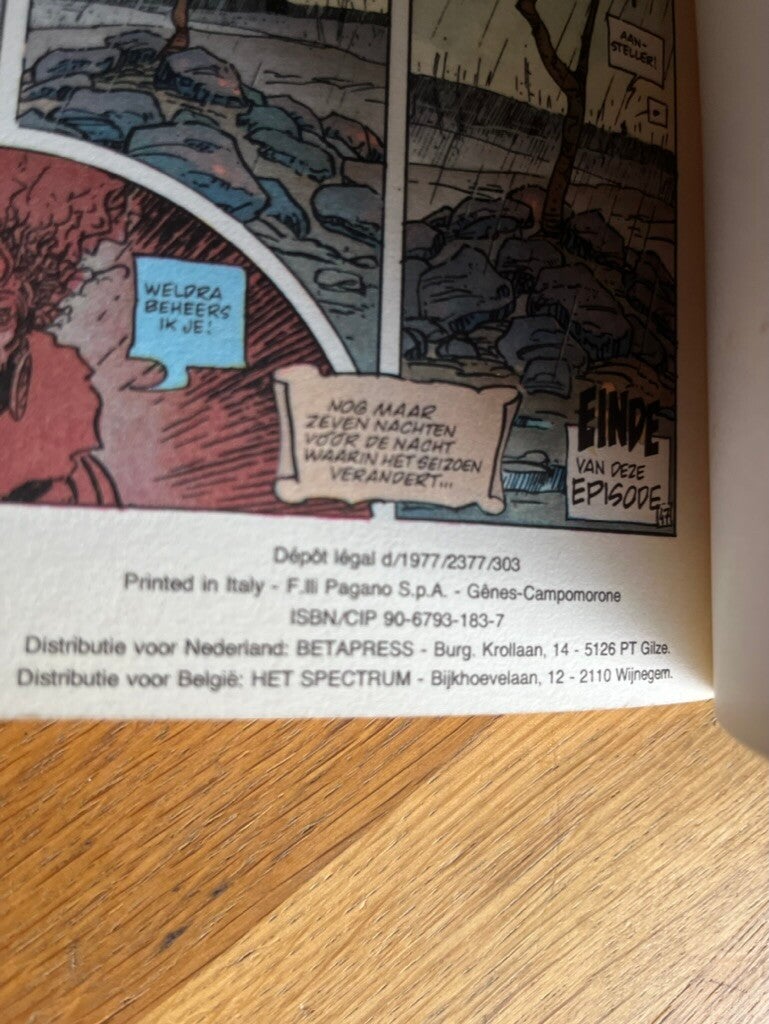 AAN-
STELLER!
WELDRA
BEHEERS
IK JE!
NOG MAAR
ZEVEN NACHTEN
VOOR DE NACHT
WAARIN HET SEIZOEN
VERANDERT...
EINDE
VAN DEZE
EPISODE
47
Dépôt légal d/1977/2377/303
Printed in Italy - F.lli Pagano S.p.A. - Gênes-Campomorone
ISBN/CIP 90-6793-183-7
Distributie voor Nederland: BETAPRESS - Burg. Krollaan, 14 - 5126 PT Gilze.
Distributie voor België: HET SPECTRUM - Bijkhoevelaan, 12 - 2110 Wijnegem.